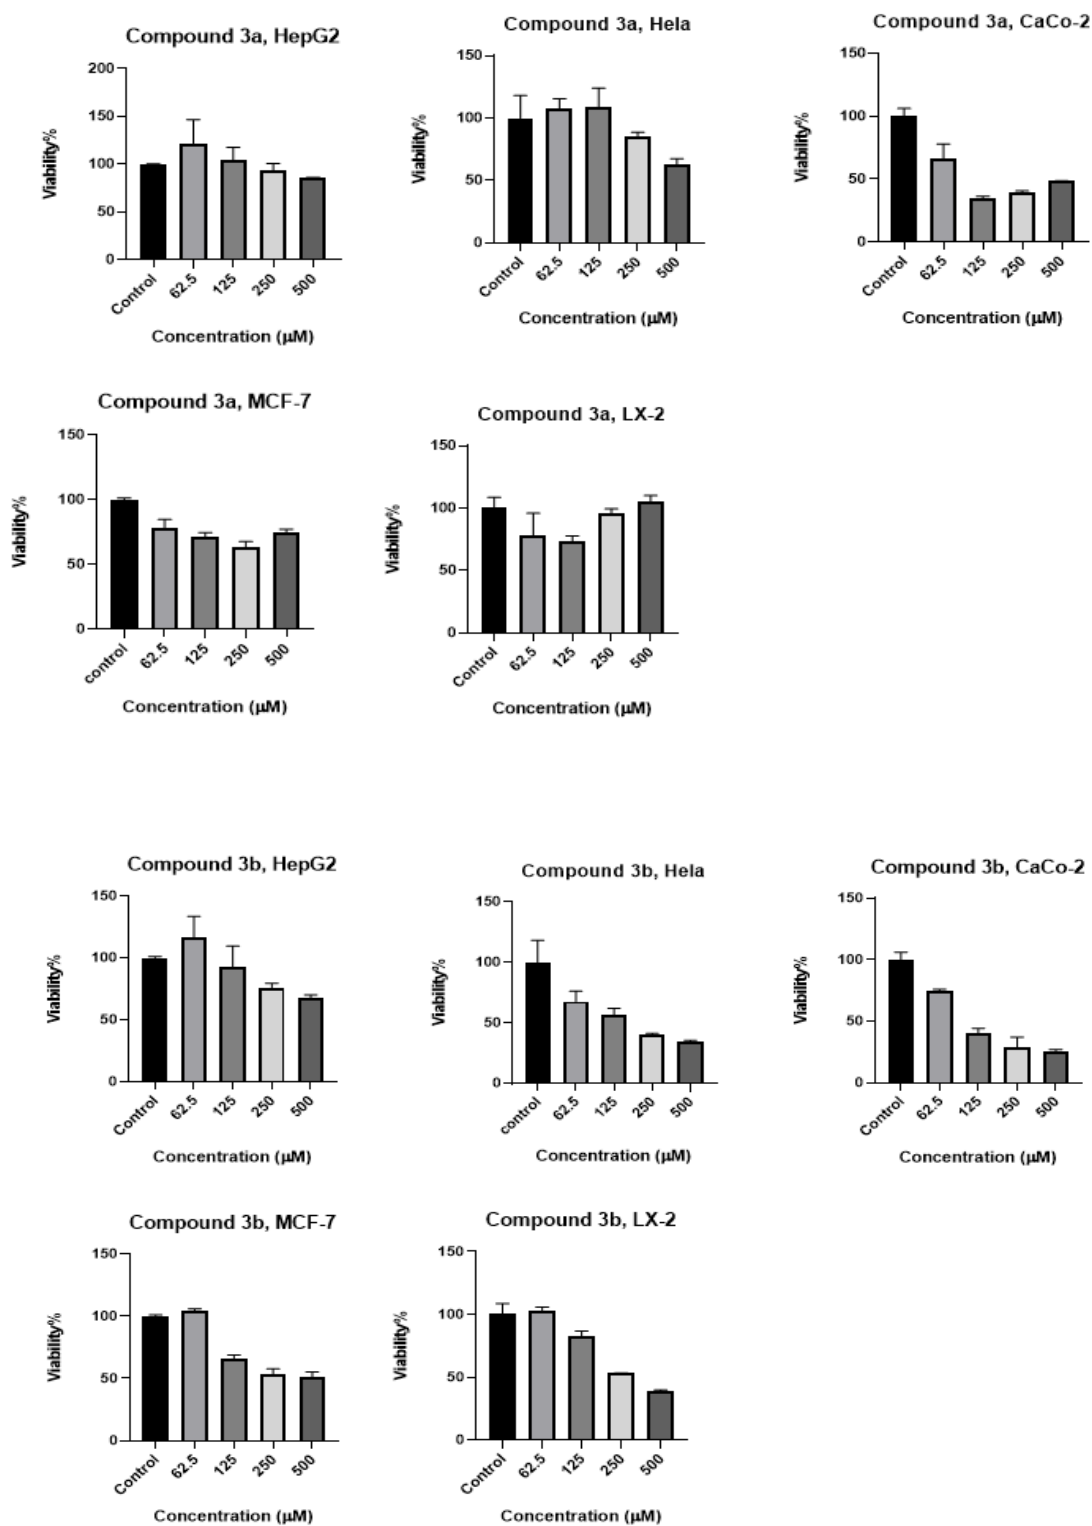 Compound 3a, HepG2
200
150
100
50
0
Viability%
Control
62.5
125
250
500
Concentration (μM)
Compound 3a, Hela
150
100
50
0
Viability%
Control
62.5
125
250
500
Concentration (μM)
Compound 3a, CaCo-2
150
100
50
0
Viability%
Control
62.5
125
250
500
Concentration (μM)
Compound 3a, MCF-7
150
100
50
0
Viability%
control
62.5
125
250
500
Concentration (μM)
Compound 3a, LX-2
150
100
50
0
Viability%
Control
62.5
125
250
500
Concentration (μM)
Compound 3b, HepG2
150
100
50
0
Viability%
Control
62.5
125
250
500
Concentration (μM)
Compound 3b, Hela
150
100
50
0
Viability%
control
62.5
125
250
500
Concentration (μM)
Compound 3b, CaCo-2
150
100
50
0
Viability%
Control
62.5
125
250
500
Concentration (μM)
Compound 3b, MCF-7
150
100
50
0
Viability%
Control
62.5
125
250
500
Concentration (μM)
Compound 3b, LX-2
150
100
50
0
Viability%
Control
62.5
125
250
500
Concentration (μM)